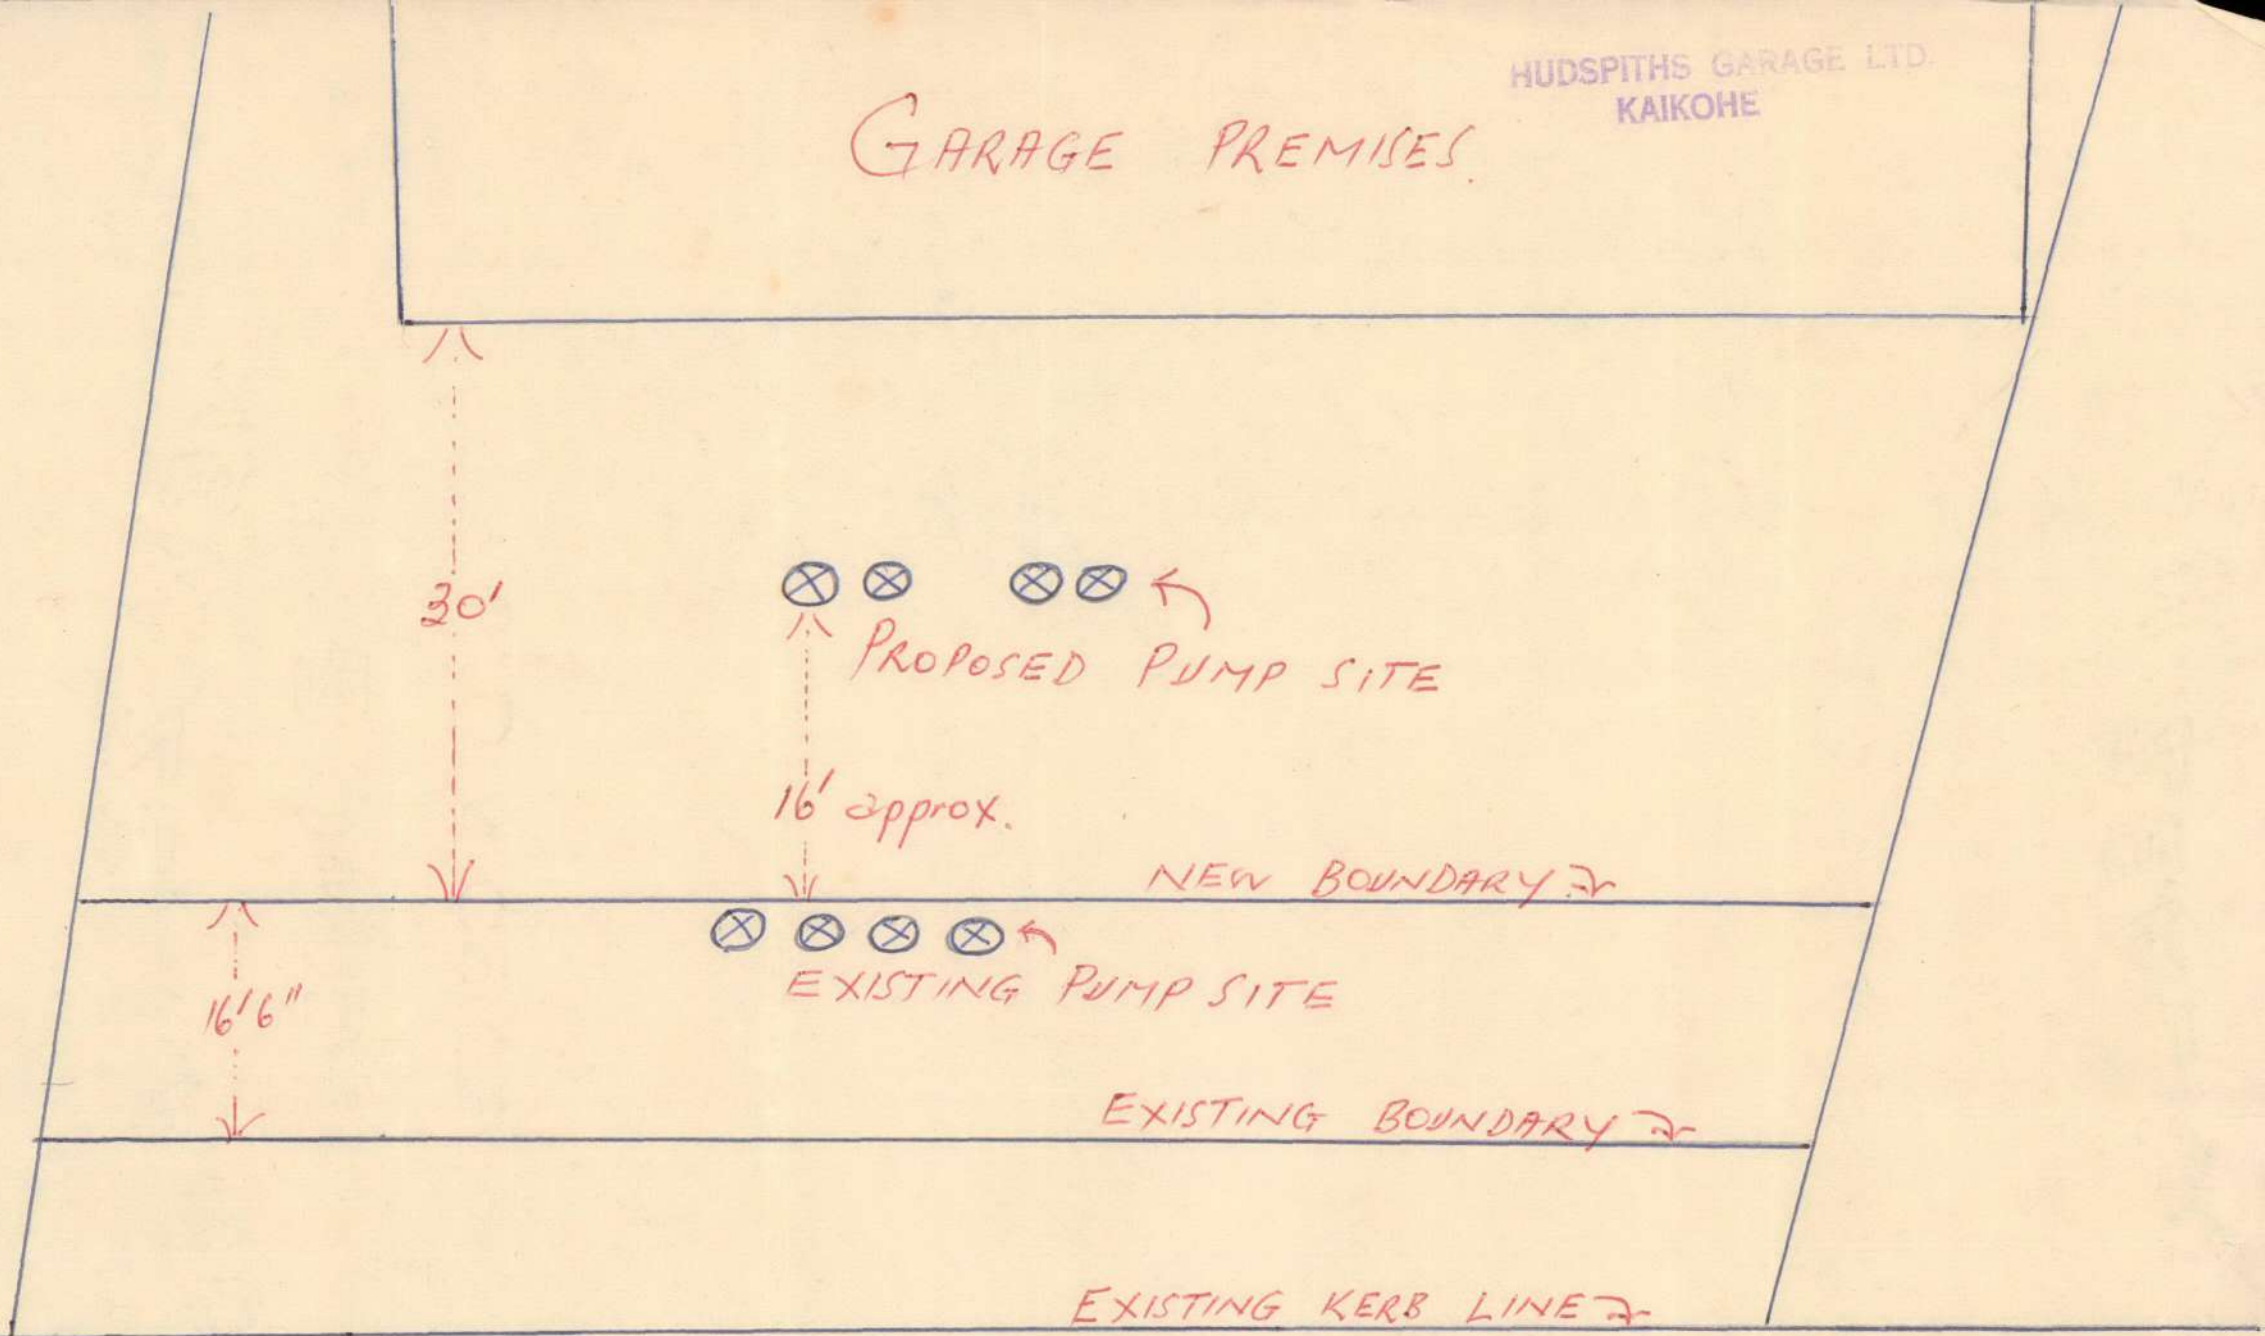 HUDSPITHS GARAGE LTD.
KAIKOHE
GARAGE PREMISES.
30'
PROPOSED PUMP SITE
16' approx.
NEW BOUNDARY
EXISTING PUMP SITE
16'6"
EXISTING BOUNDARY
EXISTING KERB LINE